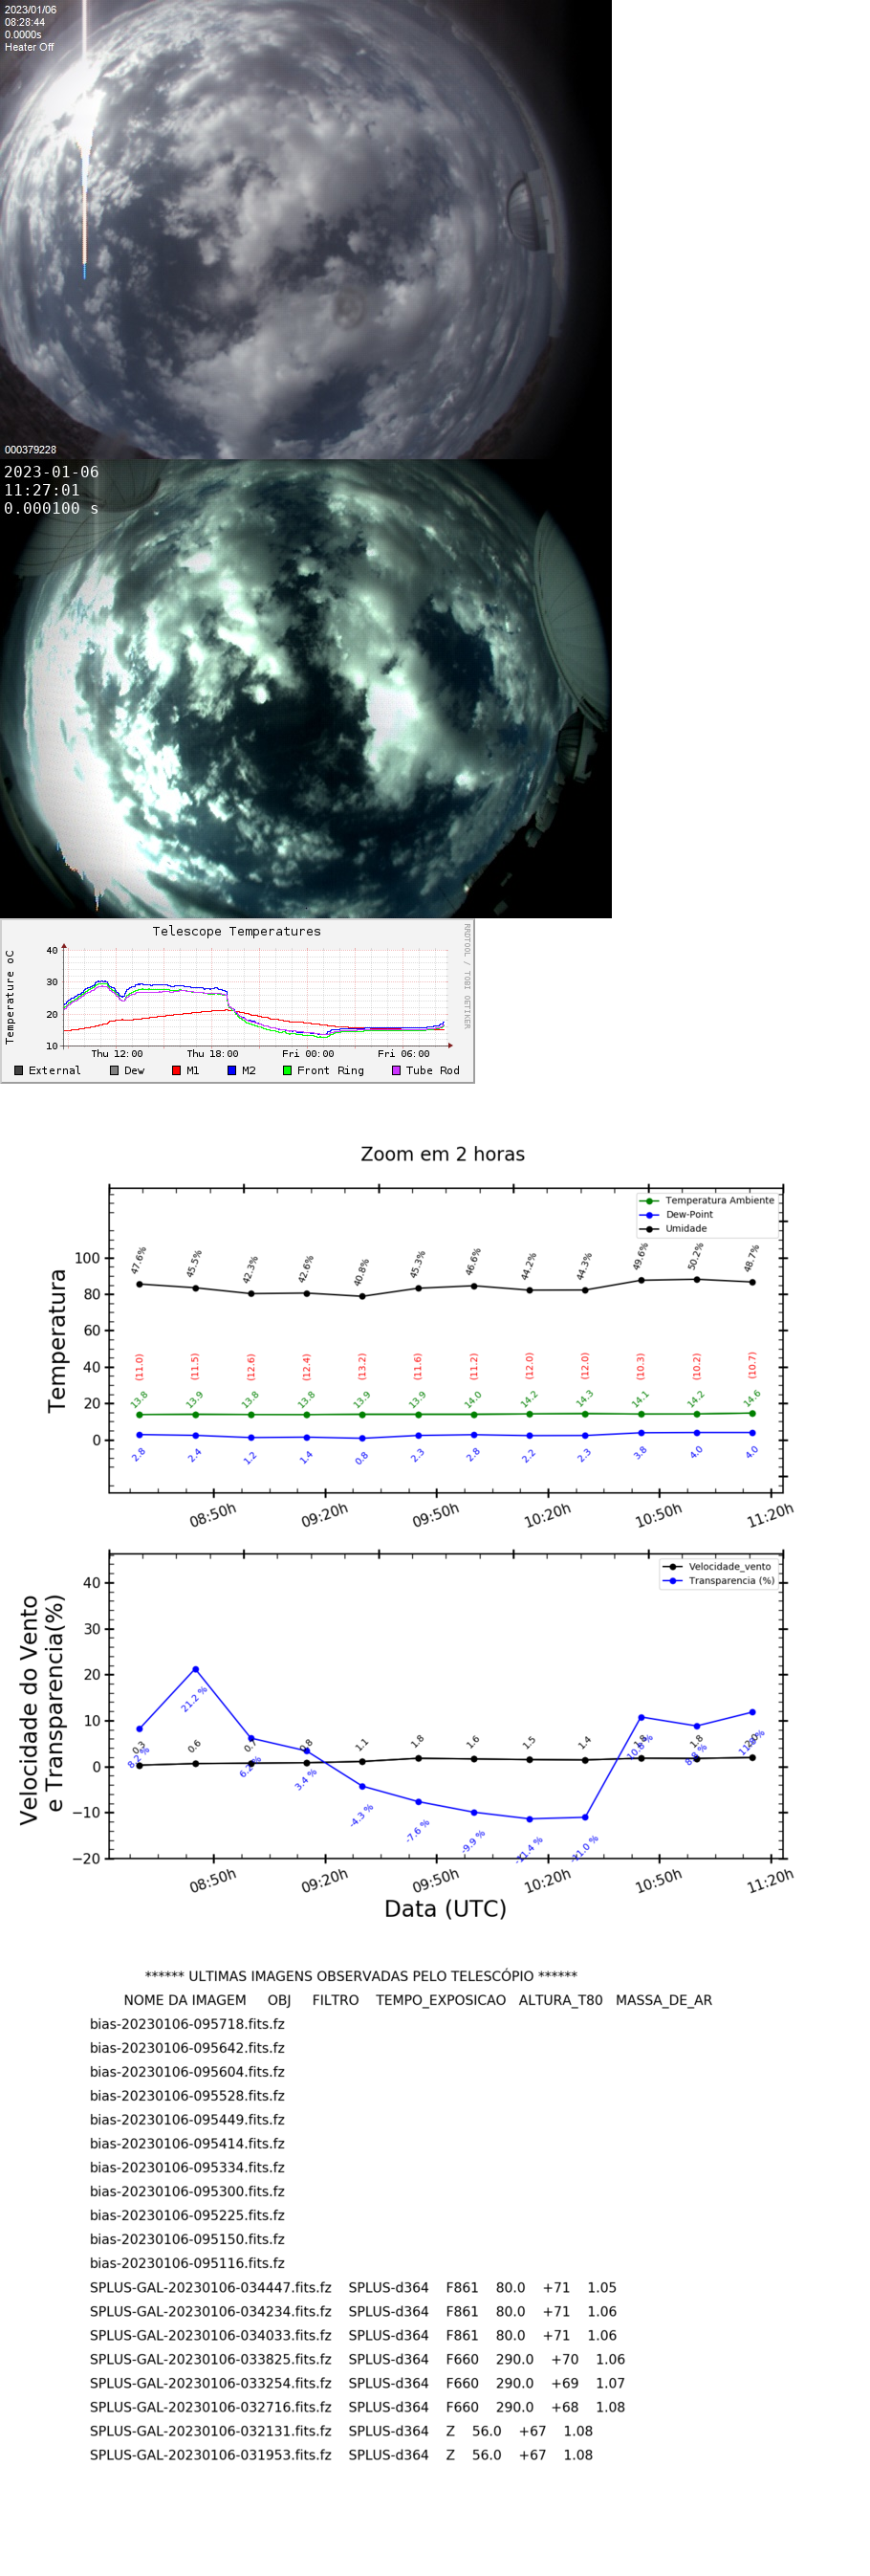 2023/01/06
08:28:44
0.0000s
Heater Off
000379228
2023-01-06
11:27:01
0.000100 s
Telescope Temperatures
RRDTOOL / TOBI OETIKER
Temperature oC
40
30
20
10
Thu 12:00 Thu 18:00 Fri 00:00 Fri 06:00
External Dew M1 M2 Front Ring Tube Rod
Zoom em 2 horas
Temperatura Ambiente
Dew-Point
Umidade
Temperatura
100
80
60
40
20
0
47.6% 45.5% 42.3% 42.6% 40.8% 45.3% 46.6% 44.2% 44.3% 49.6% 50.2% 48.7%
(11.0) (11.5) (12.6) (12.4) (13.2) (11.6) (11.2) (12.0) (12.0) (10.3) (10.2) (10.7)
13.8 13.9 13.8 13.8 13.9 13.9 14.0 14.2 14.3 14.1 14.2 14.6
2.8 2.4 1.2 1.4 0.8 2.3 2.8 2.2 2.3 3.8 4.0 4.0
08:50h 09:20h 09:50h 10:20h 10:50h 11:20h
Velocidade_vento
Transparencia (%)
Velocidade do Vento
e Transparencia(%)
40
30
20
10
0
−10
−20
0.3 0.6 0.7 0.8 1.1 1.8 1.6 1.5 1.4 1.8 1.8
8.2 % 21.2 % 3.4 % -4.3 % -7.6 % -9.9 % -11.4 % -11.0 % 8.8 %
08:50h 09:20h 09:50h 10:20h 10:50h 11:20h
Data (UTC)
****** ULTIMAS IMAGENS OBSERVADAS PELO TELESCÓPIO ******
NOME DA IMAGEM OBJ FILTRO TEMPO_EXPOSICAO ALTURA_T80 MASSA_DE_AR
bias-20230106-095718.fits.fz
bias-20230106-095642.fits.fz
bias-20230106-095604.fits.fz
bias-20230106-095528.fits.fz
bias-20230106-095449.fits.fz
bias-20230106-095414.fits.fz
bias-20230106-095334.fits.fz
bias-20230106-095300.fits.fz
bias-20230106-095225.fits.fz
bias-20230106-095150.fits.fz
bias-20230106-095116.fits.fz
SPLUS-GAL-20230106-034447.fits.fz SPLUS-d364 F861 80.0 +71 1.05
SPLUS-GAL-20230106-034234.fits.fz SPLUS-d364 F861 80.0 +71 1.06
SPLUS-GAL-20230106-034033.fits.fz SPLUS-d364 F861 80.0 +71 1.06
SPLUS-GAL-20230106-033825.fits.fz SPLUS-d364 F660 290.0 +70 1.06
SPLUS-GAL-20230106-033254.fits.fz SPLUS-d364 F660 290.0 +69 1.07
SPLUS-GAL-20230106-032716.fits.fz SPLUS-d364 F660 290.0 +68 1.08
SPLUS-GAL-20230106-032131.fits.fz SPLUS-d364 Z 56.0 +67 1.08
SPLUS-GAL-20230106-031953.fits.fz SPLUS-d364 Z 56.0 +67 1.08